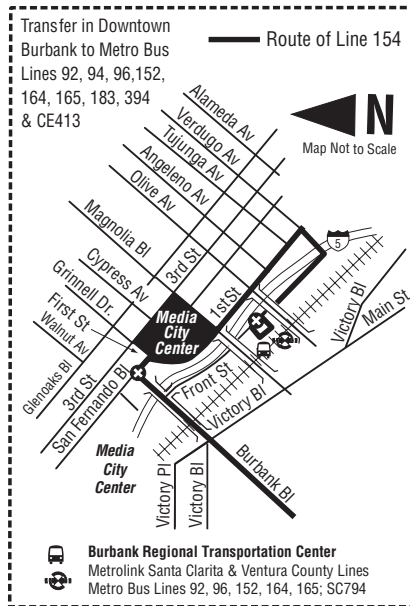 Transfer in Downtown
Burbank to Metro Bus
Lines 92, 94, 96,152,
164, 165, 183, 394
& CE413
Route of Line 154
N
Map Not to Scale
Alameda Av
Verdugo Av
Tujunga Av
Angeleno Av
Olive Av
Magnolia Bl
Cypress Av
Grinnell Dr.
First St
Walnut Av
Glenoaks Bl
3rd St
San Fernando Bl
3rd St
1st St
5
Media
City
Center
Front St
Victory Bl
Victory Bl
Main St
Media
City
Center
Victory Pl
Victory Bl
Burbank Bl
Burbank Regional Transportation Center
Metrolink Santa Clarita & Ventura County Lines
Metro Bus Lines 92, 96, 152, 164, 165; SC794